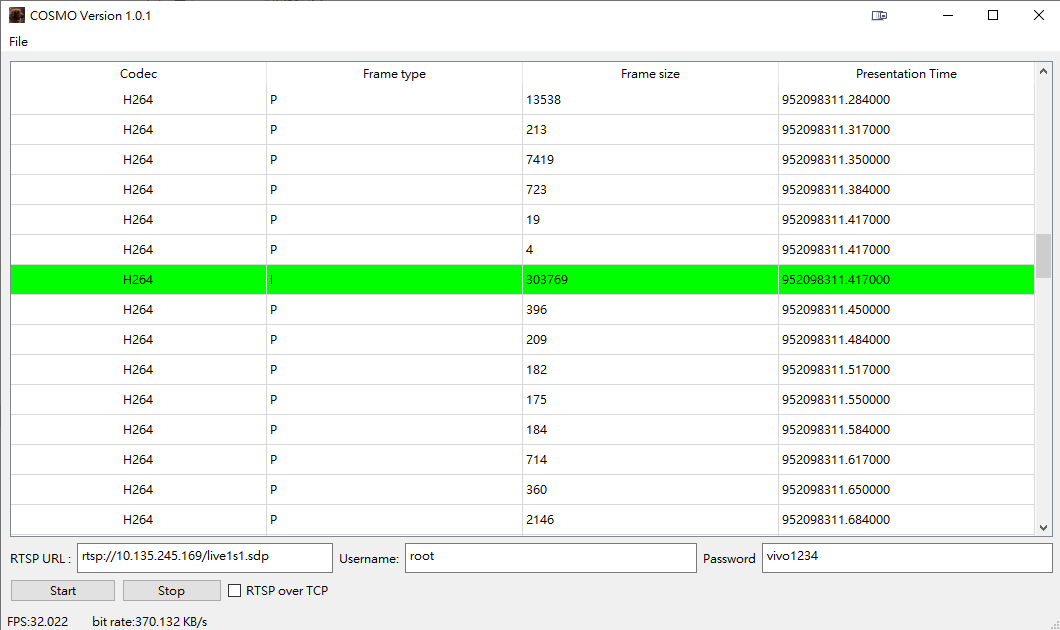 COSMO Version 1.0.1
File
Codec Frame type Frame size Presentation Time
H264 P 13538 952098311.284000
H264 P 213 952098311.317000
H264 P 7419 952098311.350000
H264 P 723 952098311.384000
H264 P 19 952098311.417000
H264 P 4 952098311.417000
H264 I 303769 952098311.417000
H264 P 396 952098311.450000
H264 P 209 952098311.484000
H264 P 182 952098311.517000
H264 P 175 952098311.550000
H264 P 184 952098311.584000
H264 P 714 952098311.617000
H264 P 360 952098311.650000
H264 P 2146 952098311.684000
RTSP URL : rtsp://10.135.245.169/live1s1.sdp Username: root Password vivo1234
Start Stop RTSP over TCP
FPS:32.022 bit rate:370.132 KB/s